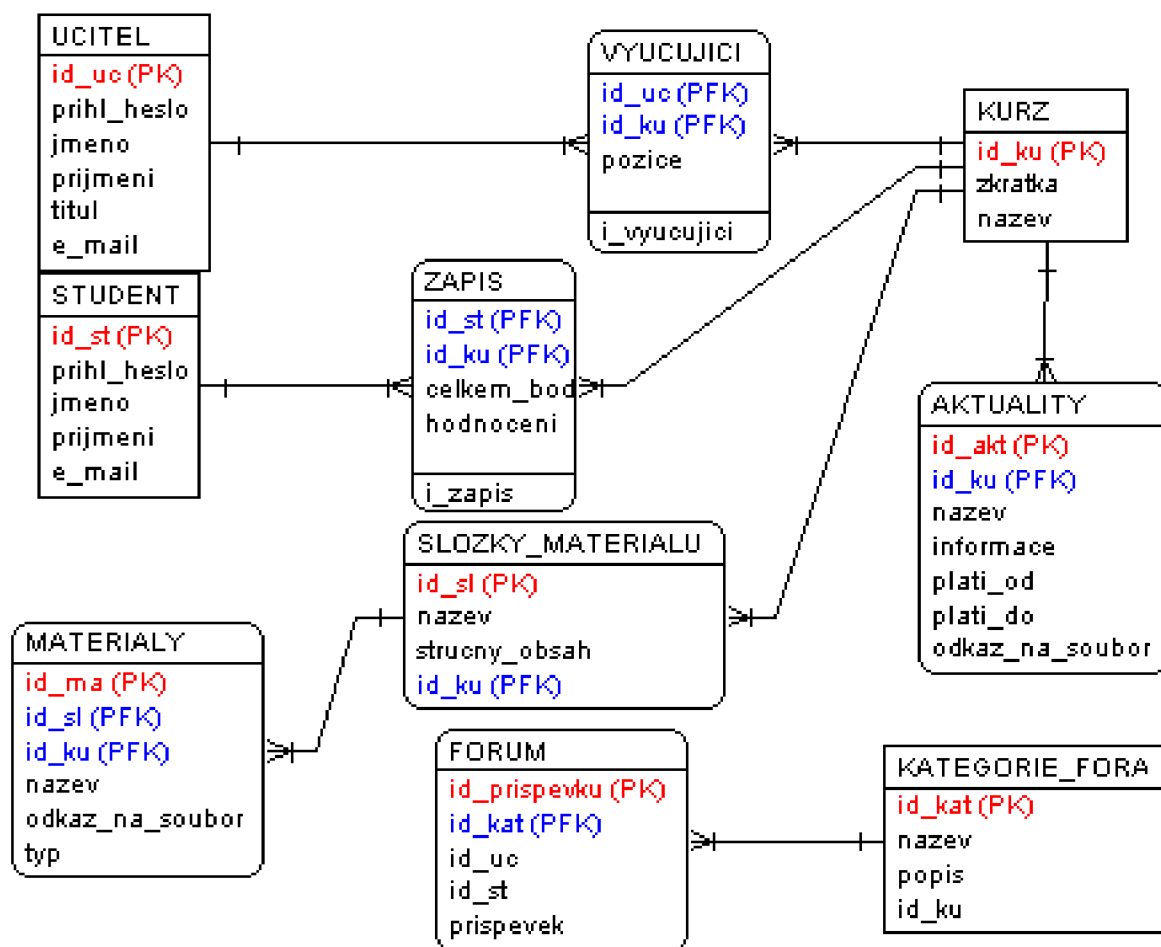 UCITEL
id_uc (PK)
prihl_heslo
jmeno
prijmeni
titul
e_mail
VYUCUJICI
id_uc (PFK)
id_ku (PFK)
pozice
i_vyucujici
KURZ
id_ku (PK)
zkratka
nazev
STUDENT
id_st (PK)
prihl_heslo
jmeno
prijmeni
e_mail
ZAPIS
id_st (PFK)
id_ku (PFK)
celkem_bod
hodnoceni
i_zapis
AKTUALITY
id_akt (PK)
id_ku (PFK)
nazev
informace
plati_od
plati_do
odkaz_na_soubor
SLOZKY_MATERIALU
id_sl (PK)
nazev
strucny_obsah
id_ku (PFK)
MATERIALY
id_ma (PK)
id_sl (PFK)
id_ku (PFK)
nazev
odkaz_na_soubor
typ
FORUM
id_prispevku (PK)
id_kat (PFK)
id_uc
id_st
prispevek
KATEGORIE_FORA
id_kat (PK)
nazev
popis
id_ku